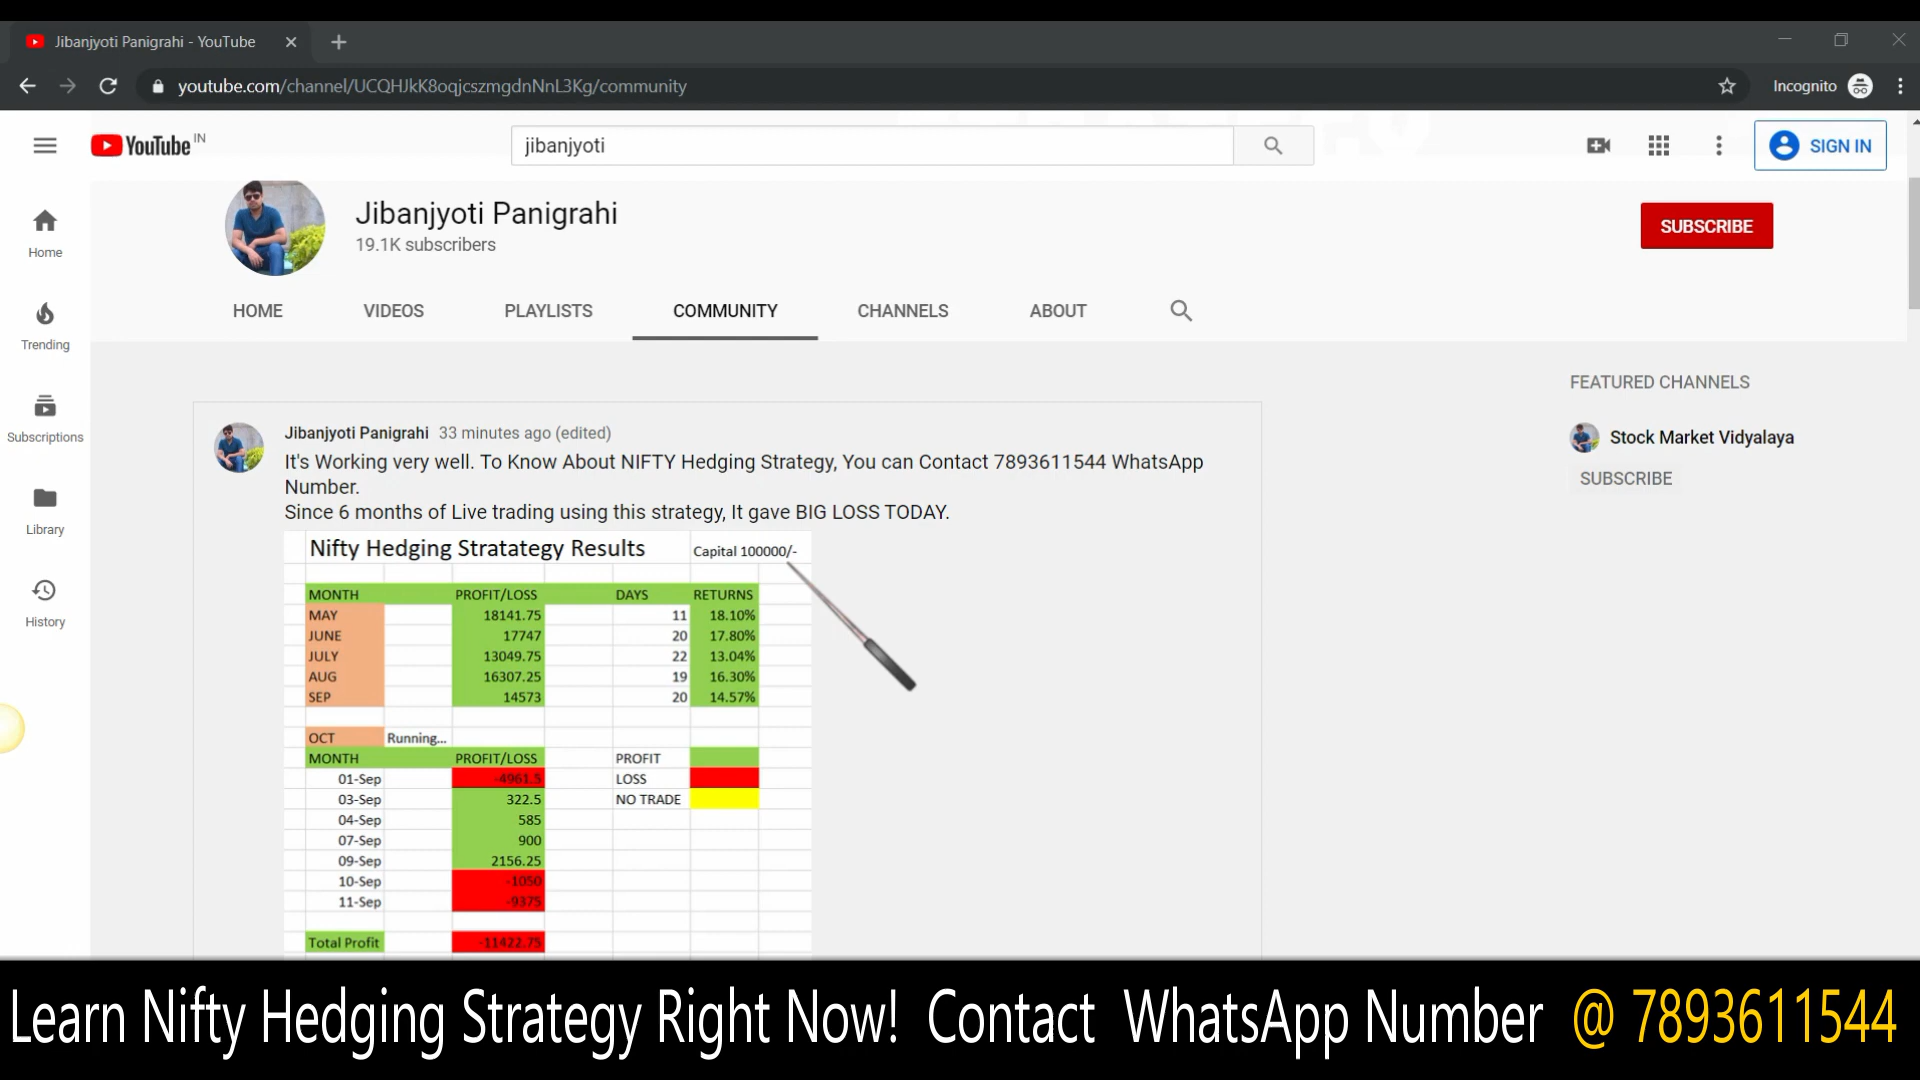 Jibanjyoti Panigrahi - YouTube
youtube.com/channel/UCQHJkK8oqjcszmgdnNnL3Kg/community
Incognito
YouTube IN
jibanjyoti
SIGN IN
Jibanjyoti Panigrahi
19.1K subscribers
SUBSCRIBE
HOME VIDEOS PLAYLISTS COMMUNITY CHANNELS ABOUT
Home
Trending
Subscriptions
Library
History
FEATURED CHANNELS
Stock Market Vidyalaya
SUBSCRIBE
Jibanjyoti Panigrahi 33 minutes ago (edited)
It's Working very well. To Know About NIFTY Hedging Strategy, You can Contact 7893611544 WhatsApp
Number.
Since 6 months of Live trading using this strategy, It gave BIG LOSS TODAY.
Nifty Hedging Stratategy Results Capital 100000/-
MONTH PROFIT/LOSS DAYS RETURNS
MAY 18141.75 11 18.10%
JUNE 17747 20 17.80%
JULY 13049.75 22 13.04%
AUG 16307.25 19 16.30%
SEP 14573 20 14.57%
OCT Running...
MONTH PROFIT/LOSS PROFIT
01-Sep -4961.5 LOSS
03-Sep 322.5 NO TRADE
04-Sep 585
07-Sep 900
09-Sep 2156.25
10-Sep -1050
11-Sep -9375
Total Profit -11422.75
Learn Nifty Hedging Strategy Right Now! Contact WhatsApp Number @ 7893611544